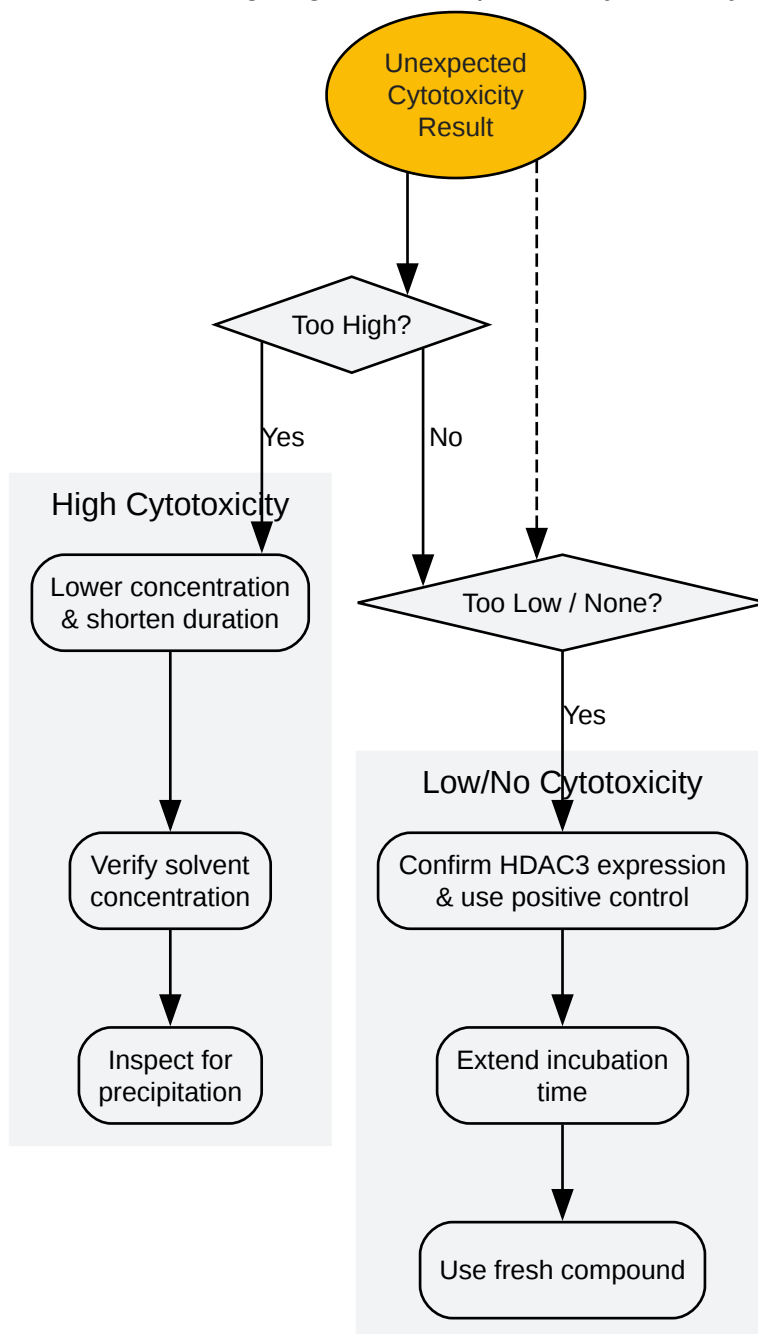 Unexpected
Cytotoxicity
Result
Too High?
Yes
No
High Cytotoxicity
Lower concentration
& shorten duration
Too Low / None?
Yes
Verify solvent
concentration
Inspect for
precipitation
Low/No Cytotoxicity
Confirm HDAC3 expression
& use positive control
Extend incubation
time
Use fresh compound